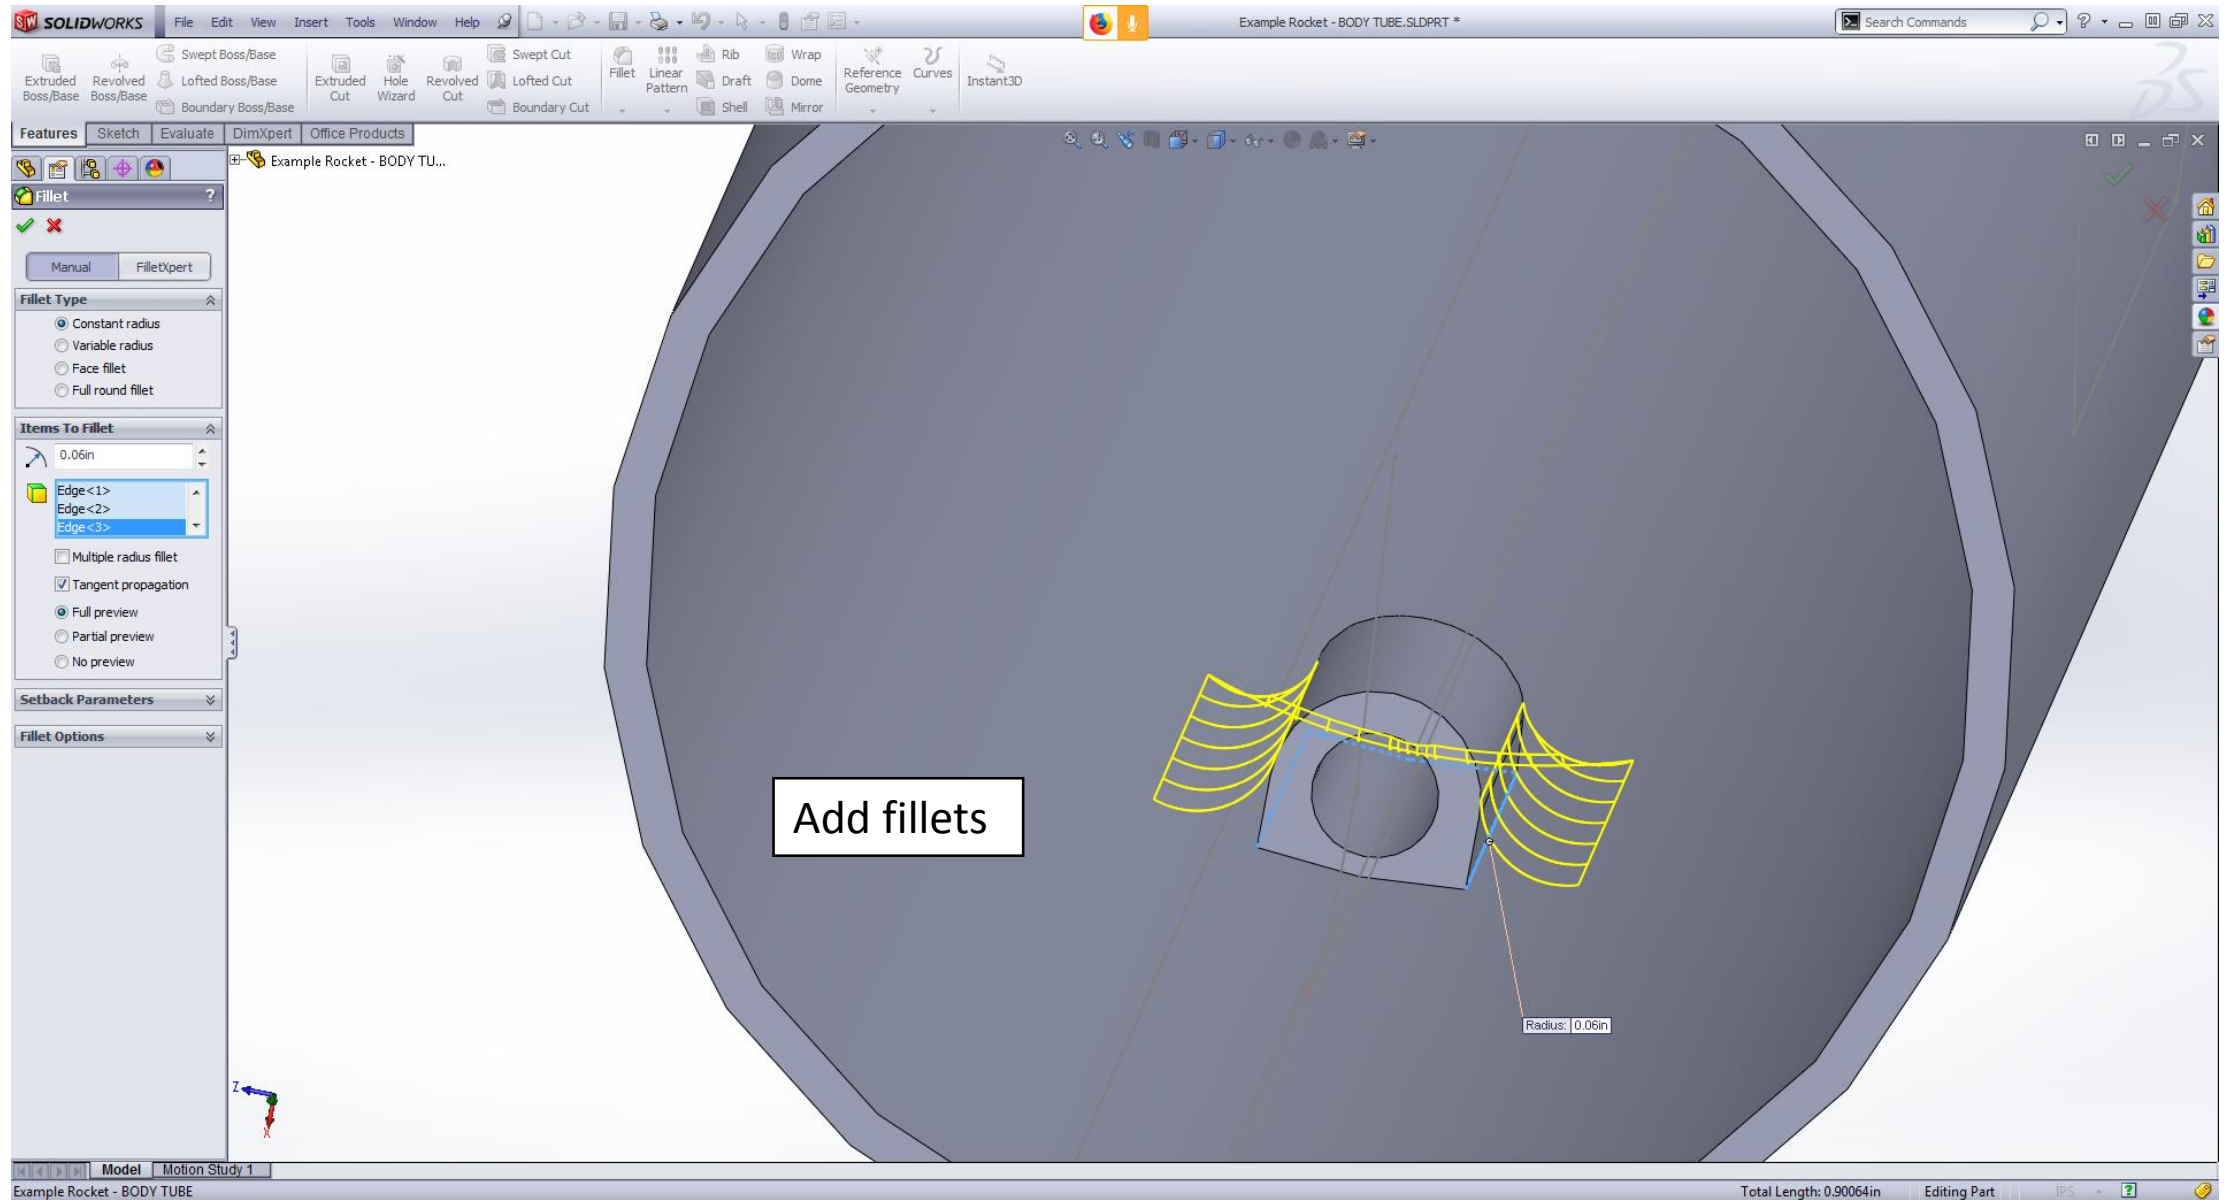 SOLIDWORKS File Edit View Insert Tools Window Help Example Rocket - BODY TUBE.SLDPRT * Search Commands
Extruded Boss/Base
Revolved Boss/Base
Swept Boss/Base
Lofted Boss/Base
Boundary Boss/Base
Extruded Cut
Hole Wizard
Revolved Cut
Swept Cut
Lofted Cut
Boundary Cut
Fillet
Linear Pattern
Rib
Draft
Shell
Wrap
Dome
Mirror
Reference Geometry
Curves
Instant3D
Features Sketch Evaluate DimXpert Office Products
Example Rocket - BODY TU...
Fillet ?
Manual FilletXpert
Fillet Type
Constant radius
Variable radius
Face fillet
Full round fillet
Items To Fillet
0.06in
Edge<1>
Edge<2>
Edge<3>
Multiple radius fillet
Tangent propagation
Full preview
Partial preview
No preview
Setback Parameters
Fillet Options
Add fillets
Radius: 0.06in
Z
X
Model Motion Study 1
Example Rocket - BODY TUBE Total Length: 0.90064in Editing Part IPS